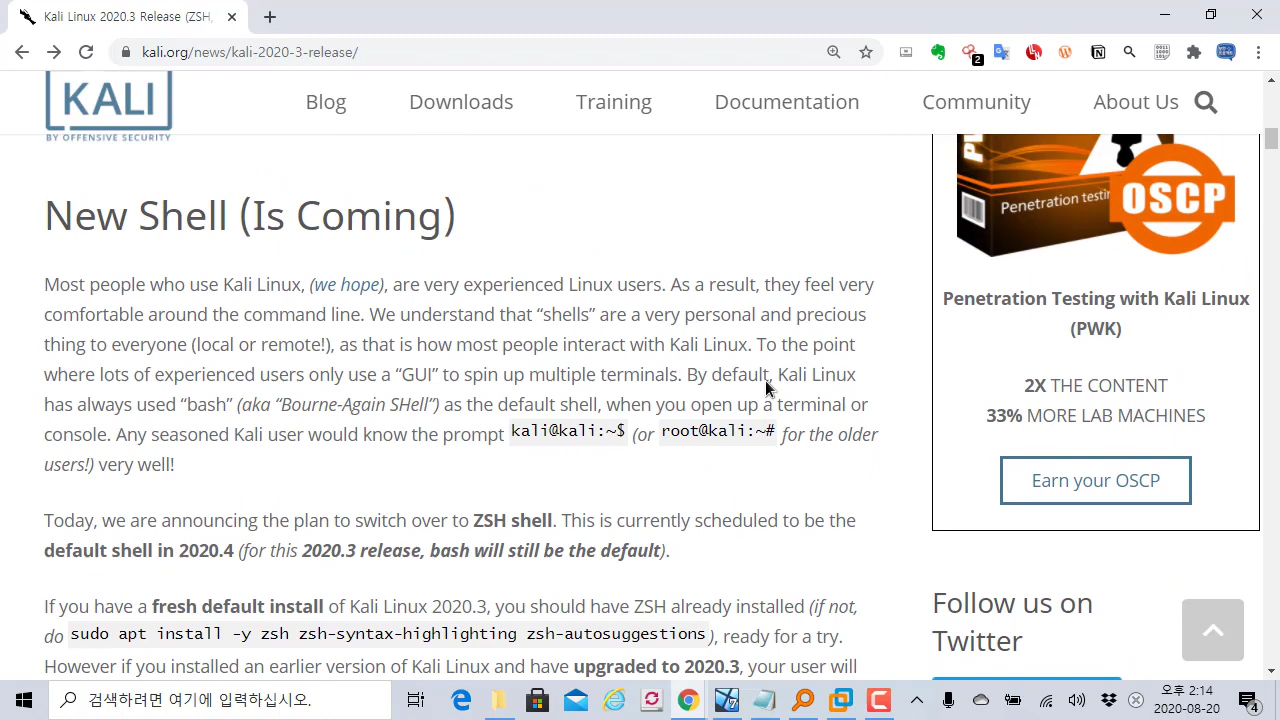 Kali Linux 2020.3 Release (ZSH,
kali.org/news/kali-2020-3-release/
2
KALI
BY OFFENSIVE SECURITY
Blog
Downloads
Training
Documentation
Community
About Us
New Shell (Is Coming)
Most people who use Kali Linux, (we hope), are very experienced Linux users. As a result, they feel very
comfortable around the command line. We understand that “shells” are a very personal and precious
thing to everyone (local or remote!), as that is how most people interact with Kali Linux. To the point
where lots of experienced users only use a “GUI” to spin up multiple terminals. By default, Kali Linux
has always used “bash” (aka “Bourne-Again SHell”) as the default shell, when you open up a terminal or
console. Any seasoned Kali user would know the prompt kali@kali:~$ (or root@kali:~# for the older
users!) very well!
Today, we are announcing the plan to switch over to ZSH shell. This is currently scheduled to be the
default shell in 2020.4 (for this 2020.3 release, bash will still be the default).
If you have a fresh default install of Kali Linux 2020.3, you should have ZSH already installed (if not,
do sudo apt install -y zsh zsh-syntax-highlighting zsh-autosuggestions), ready for a try.
However if you installed an earlier version of Kali Linux and have upgraded to 2020.3, your user will
Penetration testing
OSCP
Penetration Testing with Kali Linux
(PWK)
2X THE CONTENT
33% MORE LAB MACHINES
Earn your OSCP
Follow us on
Twitter
검색하려면 여기에 입력하십시오.
오후 2:14
2020-08-20
4